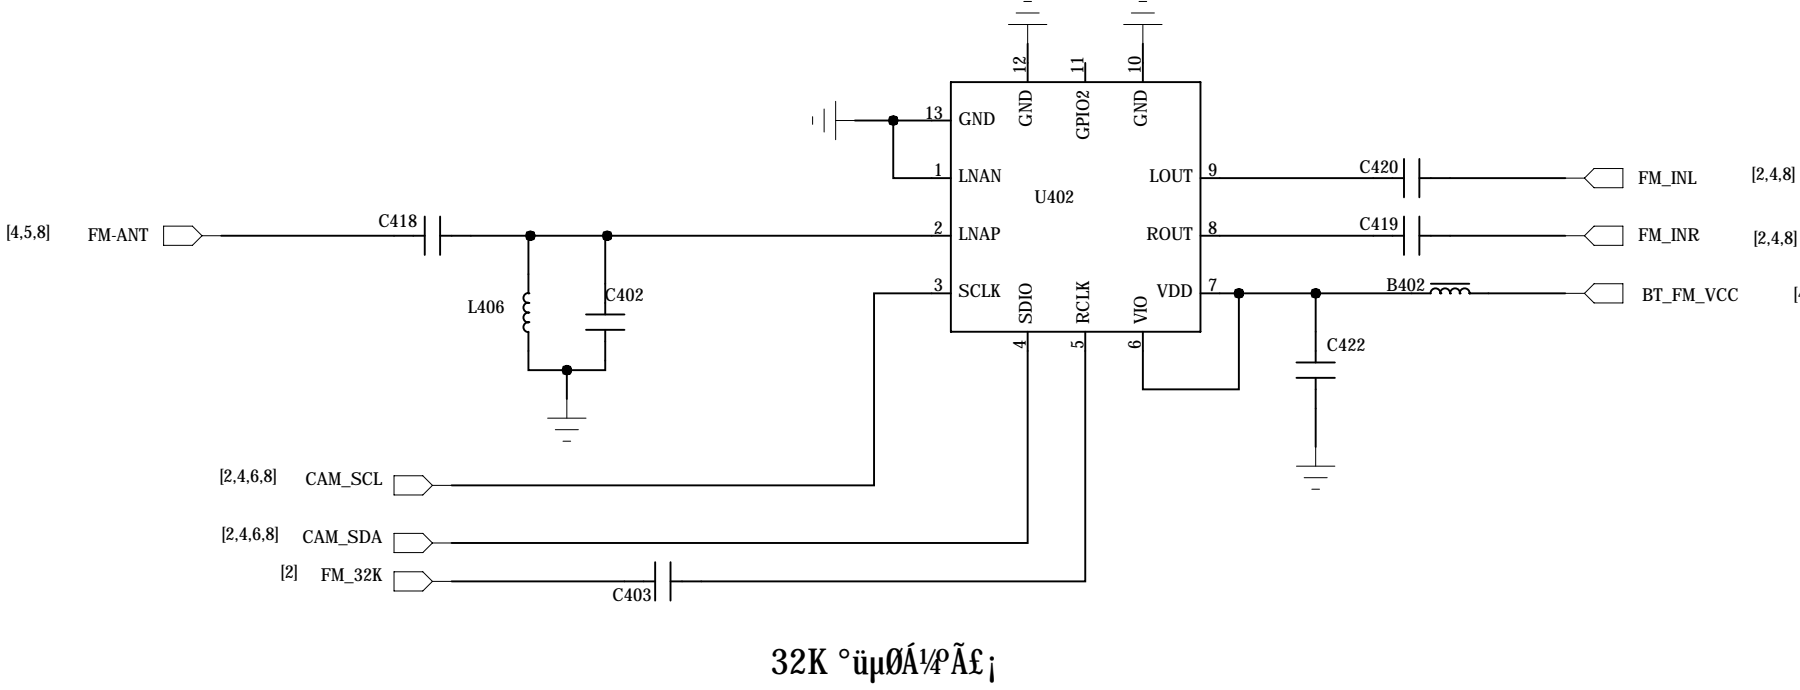 12
11
10
GND
GPIO2
GND
13 GND
1 LNAN
LOUT 9
C420
FM_INL [2,4,8]
U402
[4,5,8] FM-ANT
C418
2 LNAP
ROUT 8
C419
FM_INR [2,4,8]
3 SCLK
VDD 7
B402
BT_FM_VCC
L406
C402
SDIO
RCLK
VIO
4
5
6
C422
[2,4,6,8] CAM_SCL
[2,4,6,8] CAM_SDA
[2] FM_32K
C403
32K °üµØÁ¼ºÃ£¡